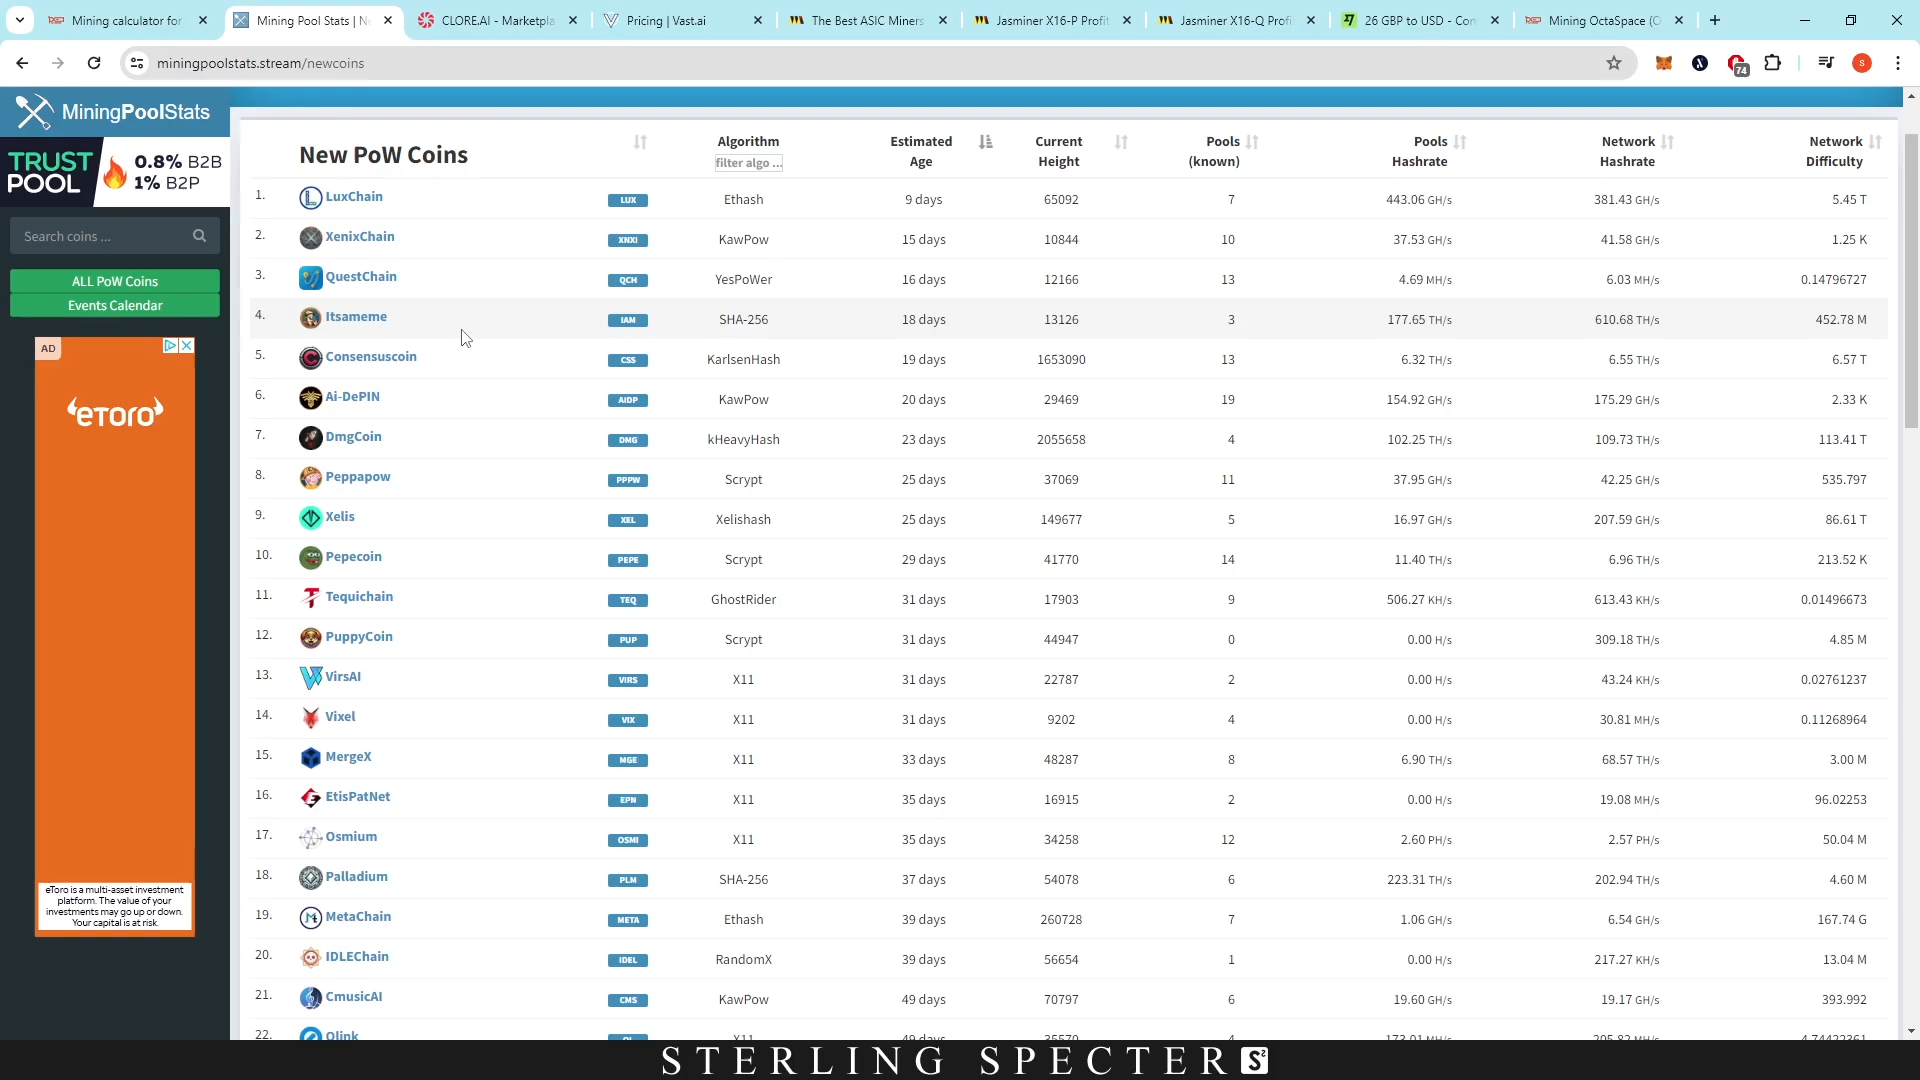 Mining calculator for
Mining Pool Stats | Ne
CLORE.AI - Marketpla
Pricing | Vast.ai
The Best ASIC Miners
Jasminer X16-P Profit
Jasminer X16-Q Profi
26 GBP to USD - Con
Mining OctaSpace (O
miningpoolstats.stream/newcoins
74
S
MiningPoolStats
TRUST POOL
0.8% B2B
1% B2P
Search coins ...
ALL PoW Coins
Events Calendar
AD
eToro
eToro is a multi-asset investment
platform. The value of your
investments may go up or down.
Your capital is at risk.
New PoW Coins Algorithm filter algo ... Estimated Age Current Height Pools (known) Pools Hashrate Network Hashrate Network Difficulty
1. LuxChain LUX Ethash 9 days 65092 7 443.06 GH/s 381.43 GH/s 5.45 T
2. XenixChain XNXI KawPow 15 days 10844 10 37.53 GH/s 41.58 GH/s 1.25 K
3. QuestChain QCH YesPoWer 16 days 12166 13 4.69 MH/s 6.03 MH/s 0.14796727
4. Itsameme IAM SHA-256 18 days 13126 3 177.65 TH/s 610.68 TH/s 452.78 M
5. Consensuscoin CSS KarlsenHash 19 days 1653090 13 6.32 TH/s 6.55 TH/s 6.57 T
6. Ai-DePIN AIDP KawPow 20 days 29469 19 154.92 GH/s 175.29 GH/s 2.33 K
7. DmgCoin DMG kHeavyHash 23 days 2055658 4 102.25 TH/s 109.73 TH/s 113.41 T
8. Peppapow PPPW Scrypt 25 days 37069 11 37.95 GH/s 42.25 GH/s 535.797
9. Xelis XEL Xelishash 25 days 149677 5 16.97 GH/s 207.59 GH/s 86.61 T
10. Pepecoin PEPE Scrypt 29 days 41770 14 11.40 TH/s 6.96 TH/s 213.52 K
11. Tequichain TEQ GhostRider 31 days 17903 9 506.27 KH/s 613.43 KH/s 0.01496673
12. PuppyCoin PUP Scrypt 31 days 44947 0 0.00 H/s 309.18 TH/s 4.85 M
13. VirsAI VIRS X11 31 days 22787 2 0.00 H/s 43.24 KH/s 0.02761237
14. Vixel VIX X11 31 days 9202 4 0.00 H/s 30.81 MH/s 0.11268964
15. MergeX MGE X11 33 days 48287 8 6.90 TH/s 68.57 TH/s 3.00 M
16. EtisPatNet EPN X11 35 days 16915 2 0.00 H/s 19.08 MH/s 96.02253
17. Osmium OSMI X11 35 days 34258 12 2.60 PH/s 2.57 PH/s 50.04 M
18. Palladium PLM SHA-256 37 days 54078 6 223.31 TH/s 202.94 TH/s 4.60 M
19. MetaChain META Ethash 39 days 260728 7 1.06 GH/s 6.54 GH/s 167.74 G
20. IDLEChain IDEL RandomX 39 days 56654 1 0.00 H/s 217.27 KH/s 13.04 M
21. CmusicAI CMS KawPow 49 days 70797 6 19.60 GH/s 19.17 GH/s 393.992
22. Qlink X11 49 days
STERLING SPECTER S²